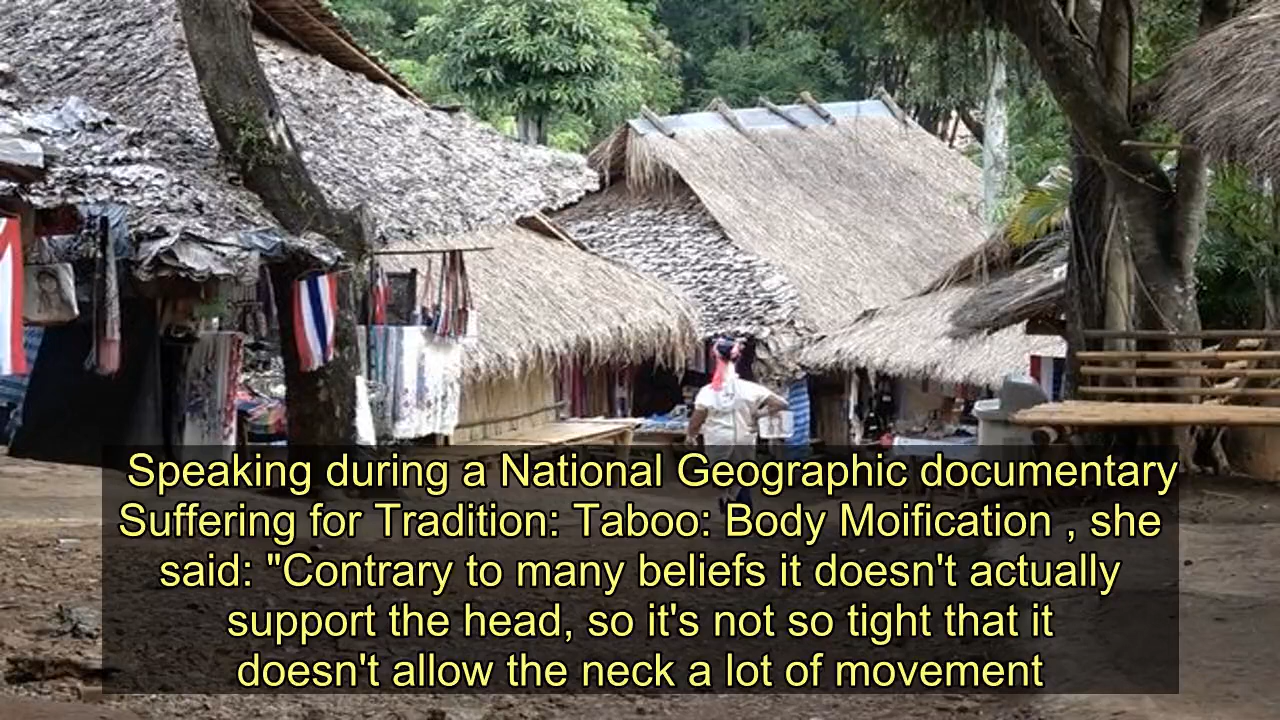 Speaking during a National Geographic documentary
Suffering for Tradition: Taboo: Body Moification , she
said: "Contrary to many beliefs it doesn't actually
support the head, so it's not so tight that it
doesn't allow the neck a lot of movement